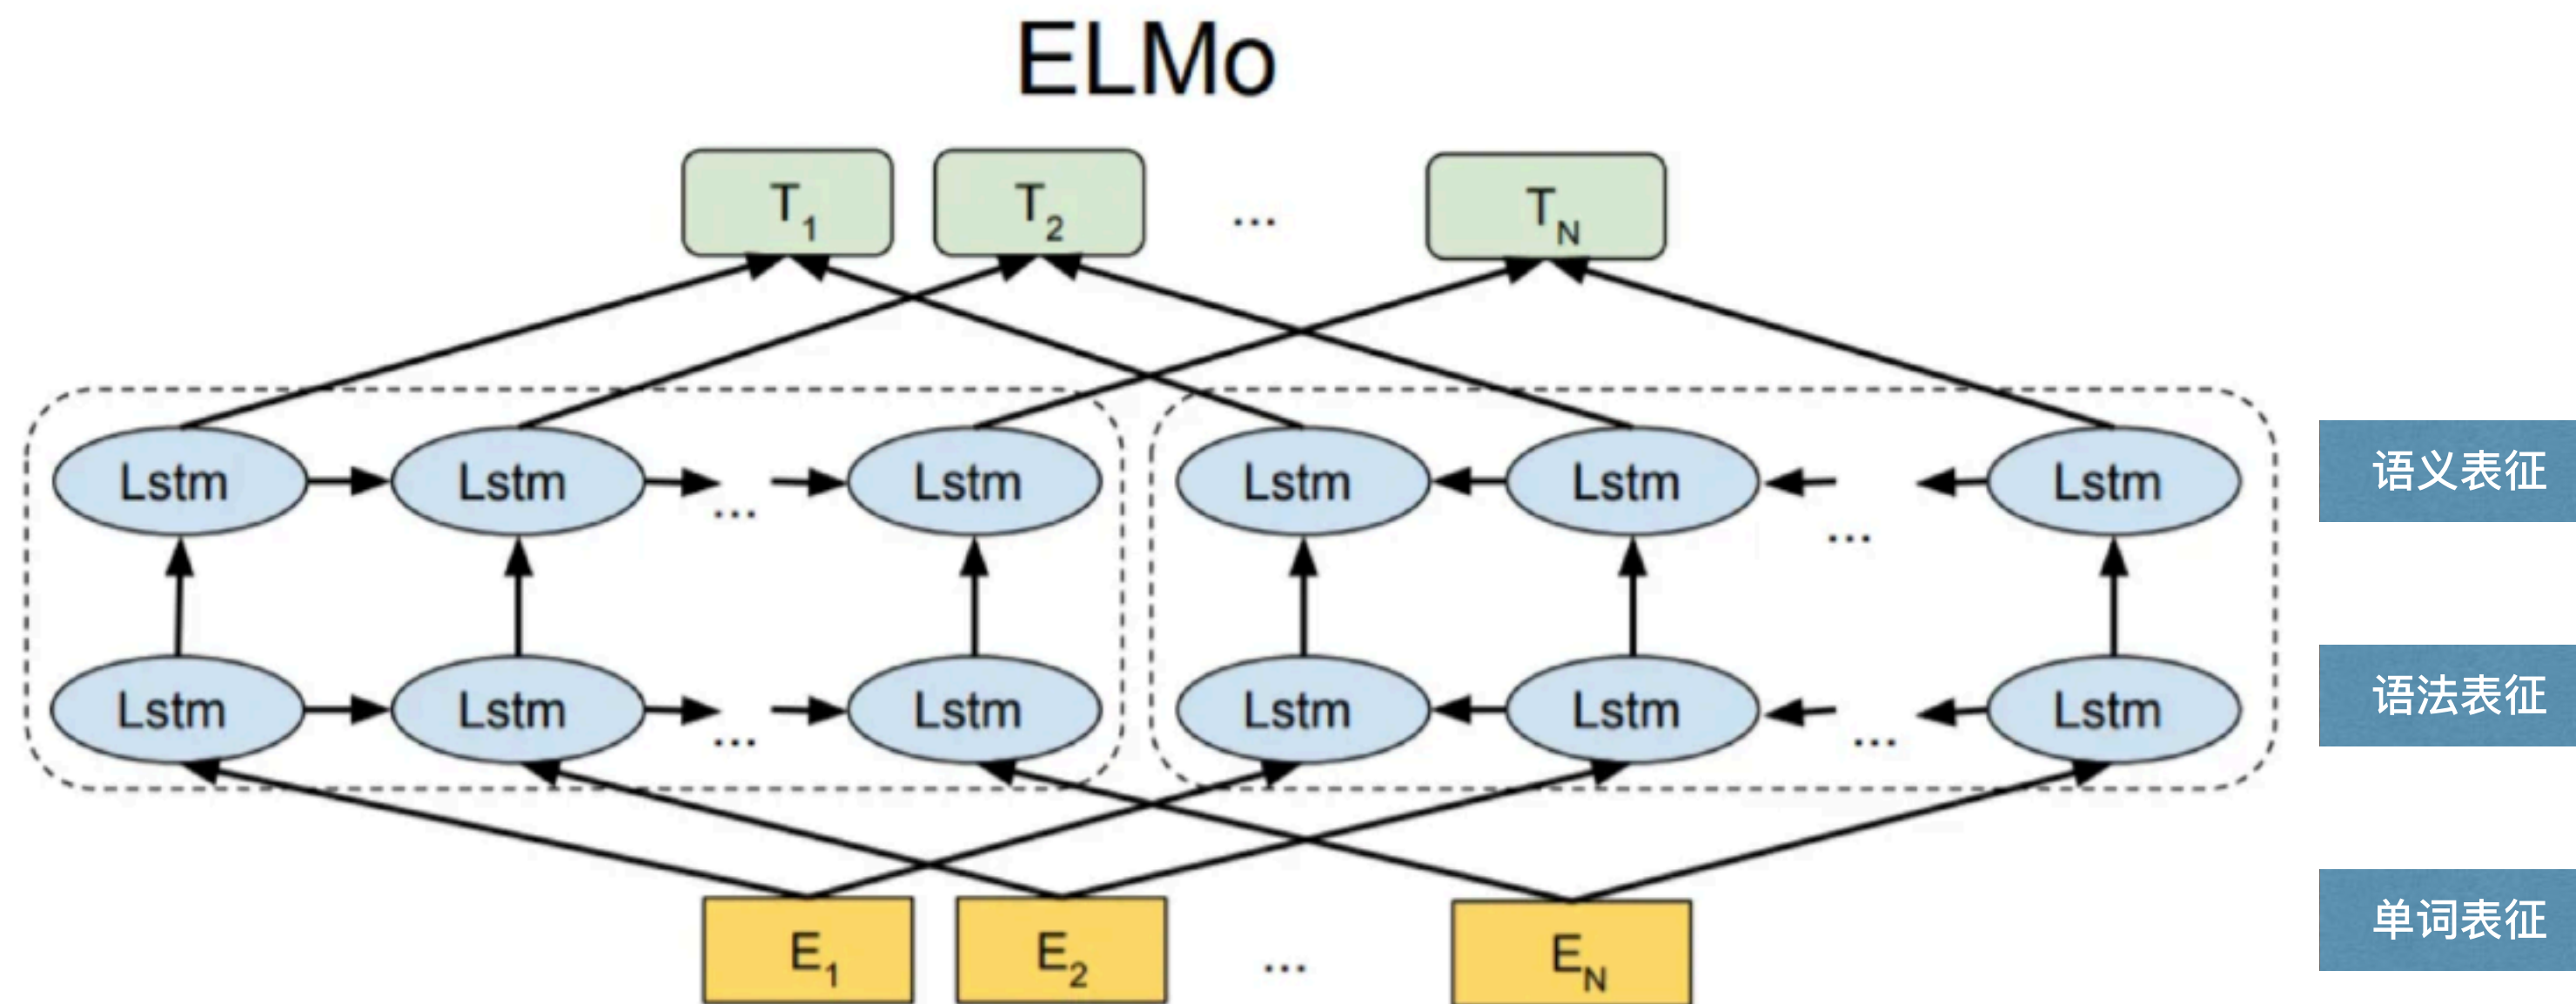 ELMo
T1 T2 ... TN
Lstm Lstm ... Lstm Lstm Lstm ... Lstm 语义表征
Lstm Lstm ... Lstm Lstm Lstm ... Lstm 语法表征
E1 E2 ... EN 单词表征